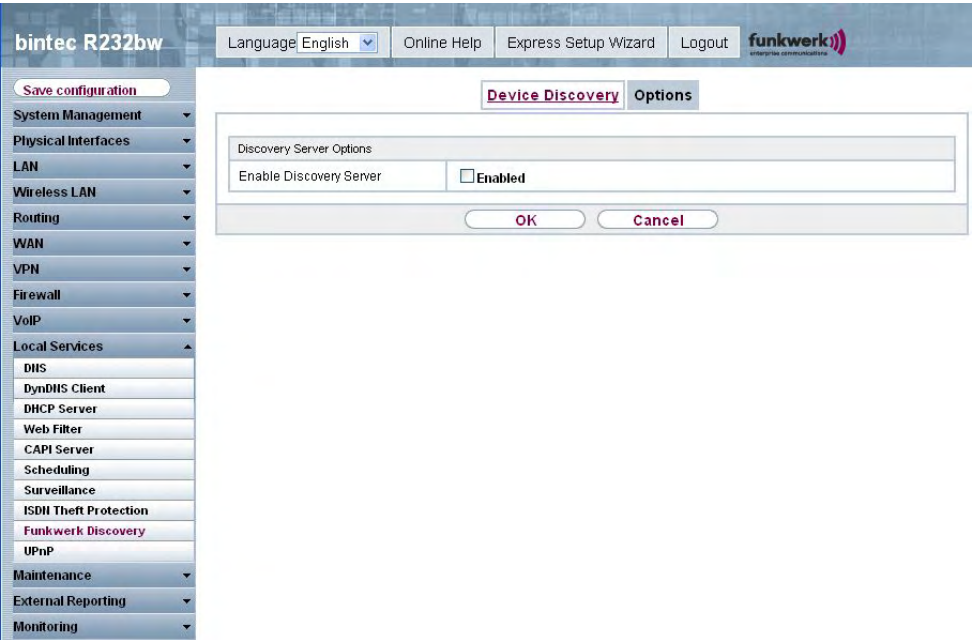 bintec R232bw
Language English Online Help Express Setup Wizard Logout funkwerk
enterprise communications
Save configuration
System Management
Physical Interfaces
LAN
Wireless LAN
Routing
WAN
VPN
Firewall
VoIP
Local Services
DNS
DynDNS Client
DHCP Server
Web Filter
CAPI Server
Scheduling
Surveillance
ISDN Theft Protection
Funkwerk Discovery
UPnP
Maintenance
External Reporting
Monitoring
Device Discovery Options
Discovery Server Options
Enable Discovery Server Enabled
OK Cancel